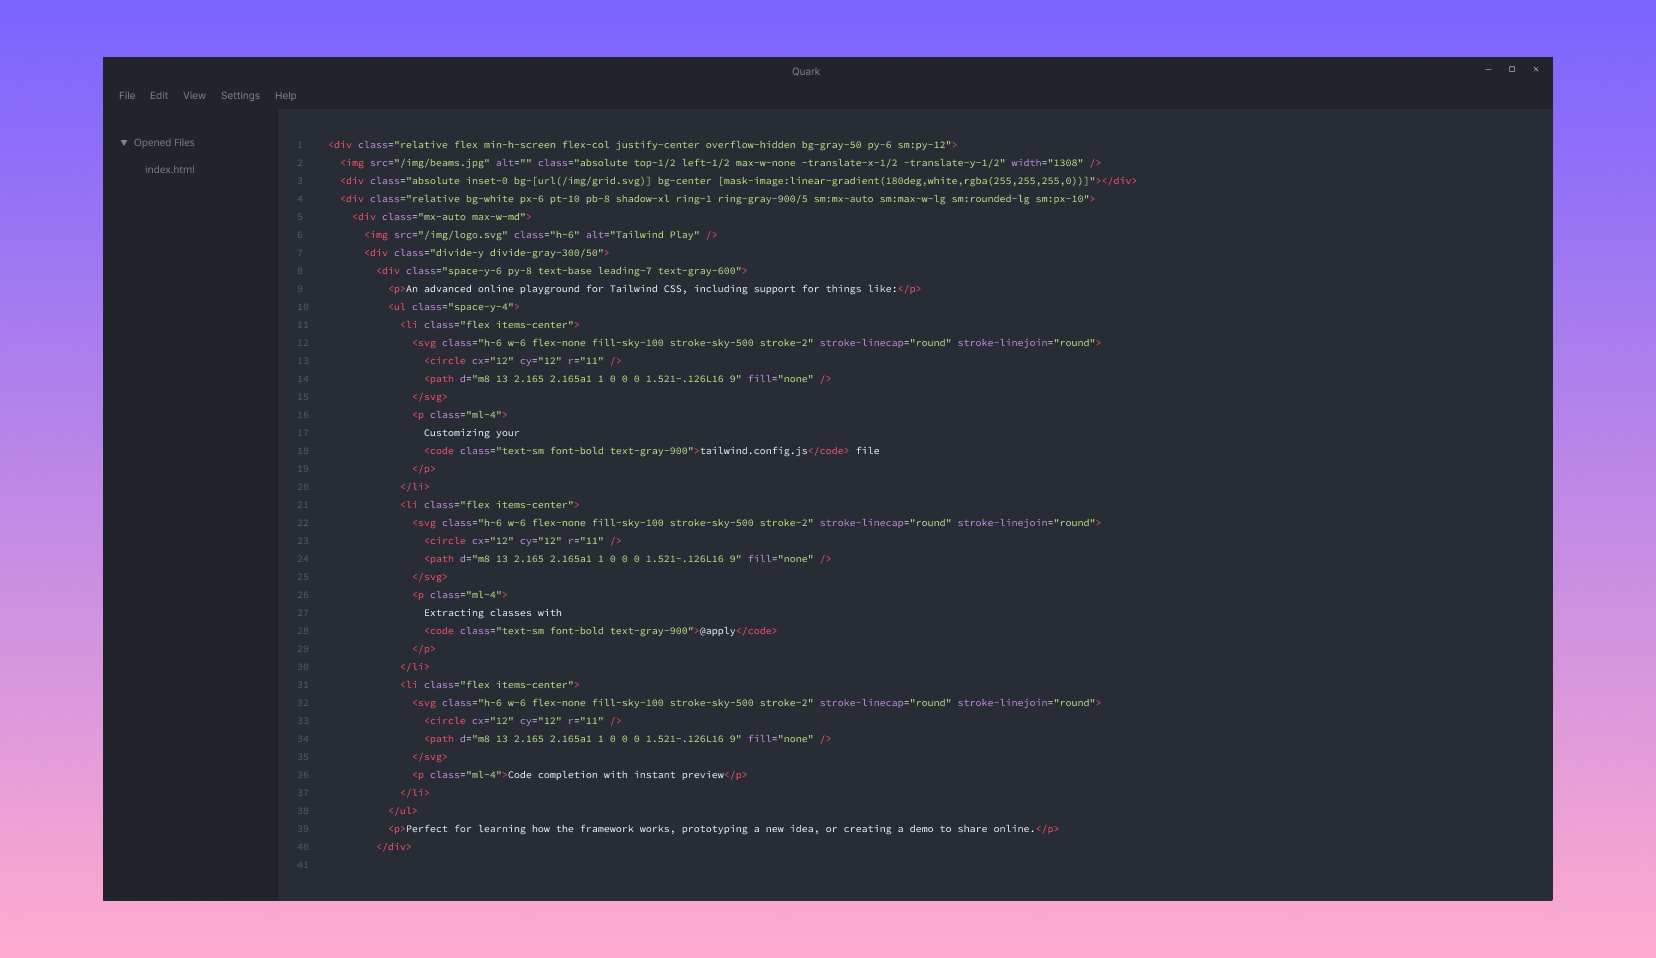 Quark
File Edit View Settings Help
▼ Opened Files
index.html
1 <div class="relative flex min-h-screen flex-col justify-center overflow-hidden bg-gray-50 py-6 sm:py-12">
2 <img src="/img/beams.jpg" alt="" class="absolute top-1/2 left-1/2 max-w-none -translate-x-1/2 -translate-y-1/2" width="1308" />
3 <div class="absolute inset-0 bg-[url(/img/grid.svg)] bg-center [mask-image:linear-gradient(180deg,white,rgba(255,255,255,0))]"></div>
4 <div class="relative bg-white px-6 pt-10 pb-8 shadow-xl ring-1 ring-gray-900/5 sm:mx-auto sm:max-w-lg sm:rounded-lg sm:px-10">
5 <div class="mx-auto max-w-md">
6 <img src="/img/logo.svg" class="h-6" alt="Tailwind Play" />
7 <div class="divide-y divide-gray-300/50">
8 <div class="space-y-6 py-8 text-base leading-7 text-gray-600">
9 <p>An advanced online playground for Tailwind CSS, including support for things like:</p>
10 <ul class="space-y-4">
11 <li class="flex items-center">
12 <svg class="h-6 w-6 flex-none fill-sky-100 stroke-sky-500 stroke-2" stroke-linecap="round" stroke-linejoin="round">
13 <circle cx="12" cy="12" r="11" />
14 <path d="m8 13 2.165 2.165a1 1 0 0 0 1.521-.126L16 9" fill="none" />
15 </svg>
16 <p class="ml-4">
17 Customizing your
18 <code class="text-sm font-bold text-gray-900">tailwind.config.js</code> file
19 </p>
20 </li>
21 <li class="flex items-center">
22 <svg class="h-6 w-6 flex-none fill-sky-100 stroke-sky-500 stroke-2" stroke-linecap="round" stroke-linejoin="round">
23 <circle cx="12" cy="12" r="11" />
24 <path d="m8 13 2.165 2.165a1 1 0 0 0 1.521-.126L16 9" fill="none" />
25 </svg>
26 <p class="ml-4">
27 Extracting classes with
28 <code class="text-sm font-bold text-gray-900">@apply</code>
29 </p>
30 </li>
31 <li class="flex items-center">
32 <svg class="h-6 w-6 flex-none fill-sky-100 stroke-sky-500 stroke-2" stroke-linecap="round" stroke-linejoin="round">
33 <circle cx="12" cy="12" r="11" />
34 <path d="m8 13 2.165 2.165a1 1 0 0 0 1.521-.126L16 9" fill="none" />
35 </svg>
36 <p class="ml-4">Code completion with instant preview</p>
37 </li>
38 </ul>
39 <p>Perfect for learning how the framework works, prototyping a new idea, or creating a demo to share online.</p>
40 </div>
41